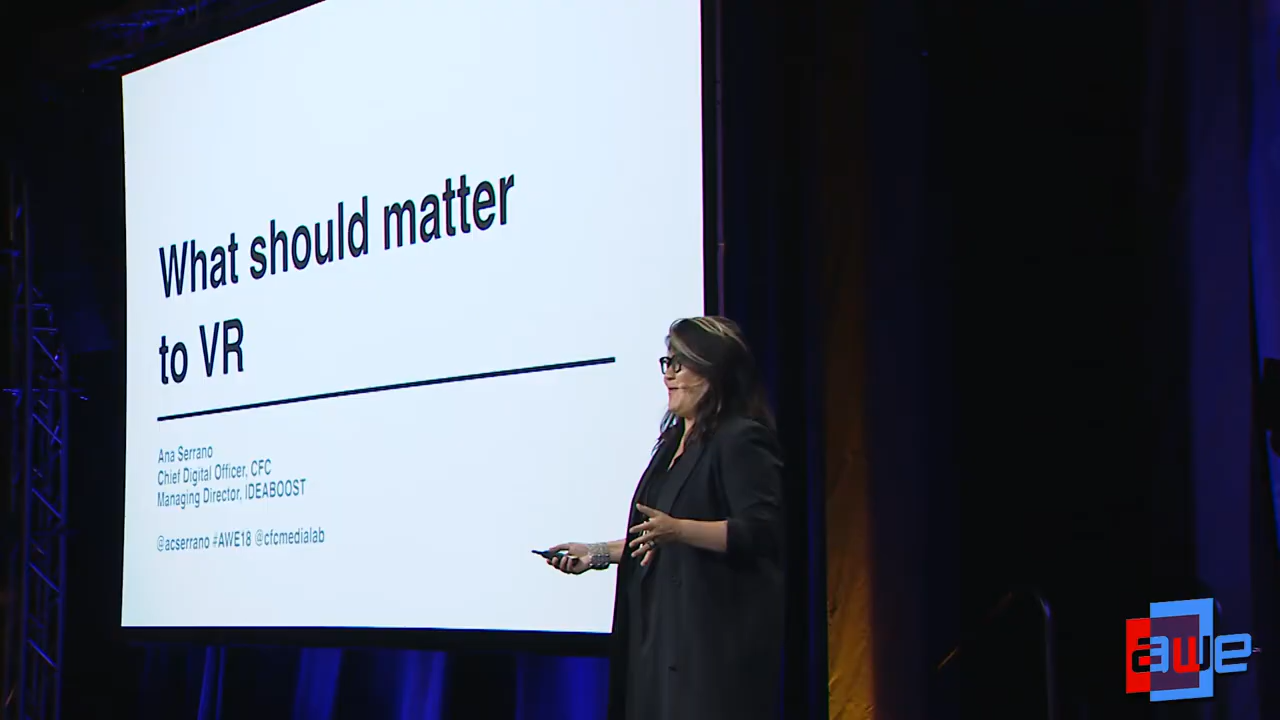 What should matter
to VR
Ana Serrano
Chief Digital Officer, CFC
Managing Director, IDEABOOST
@acserrano #AWE18 @cfcmedialab
awe